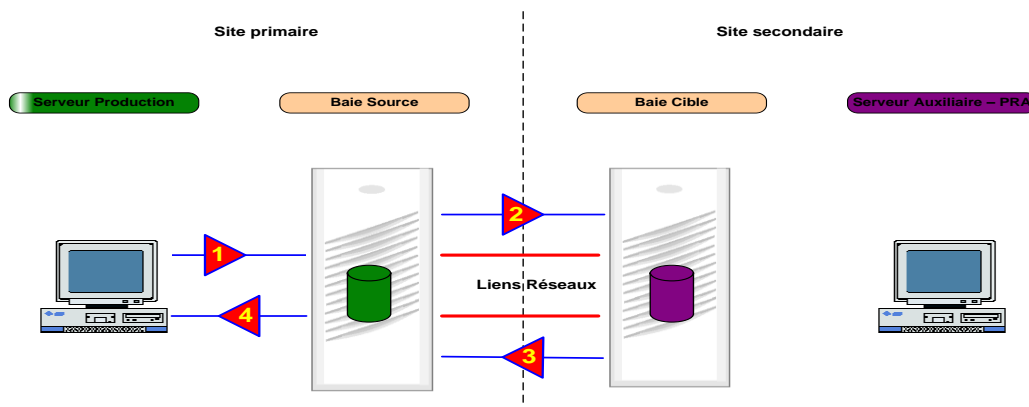 Site primaire
Site secondaire
Serveur Production
Baie Source
Baie Cible
Serveur Auxiliaire – PRA
2
1
Liens Réseaux
4
3